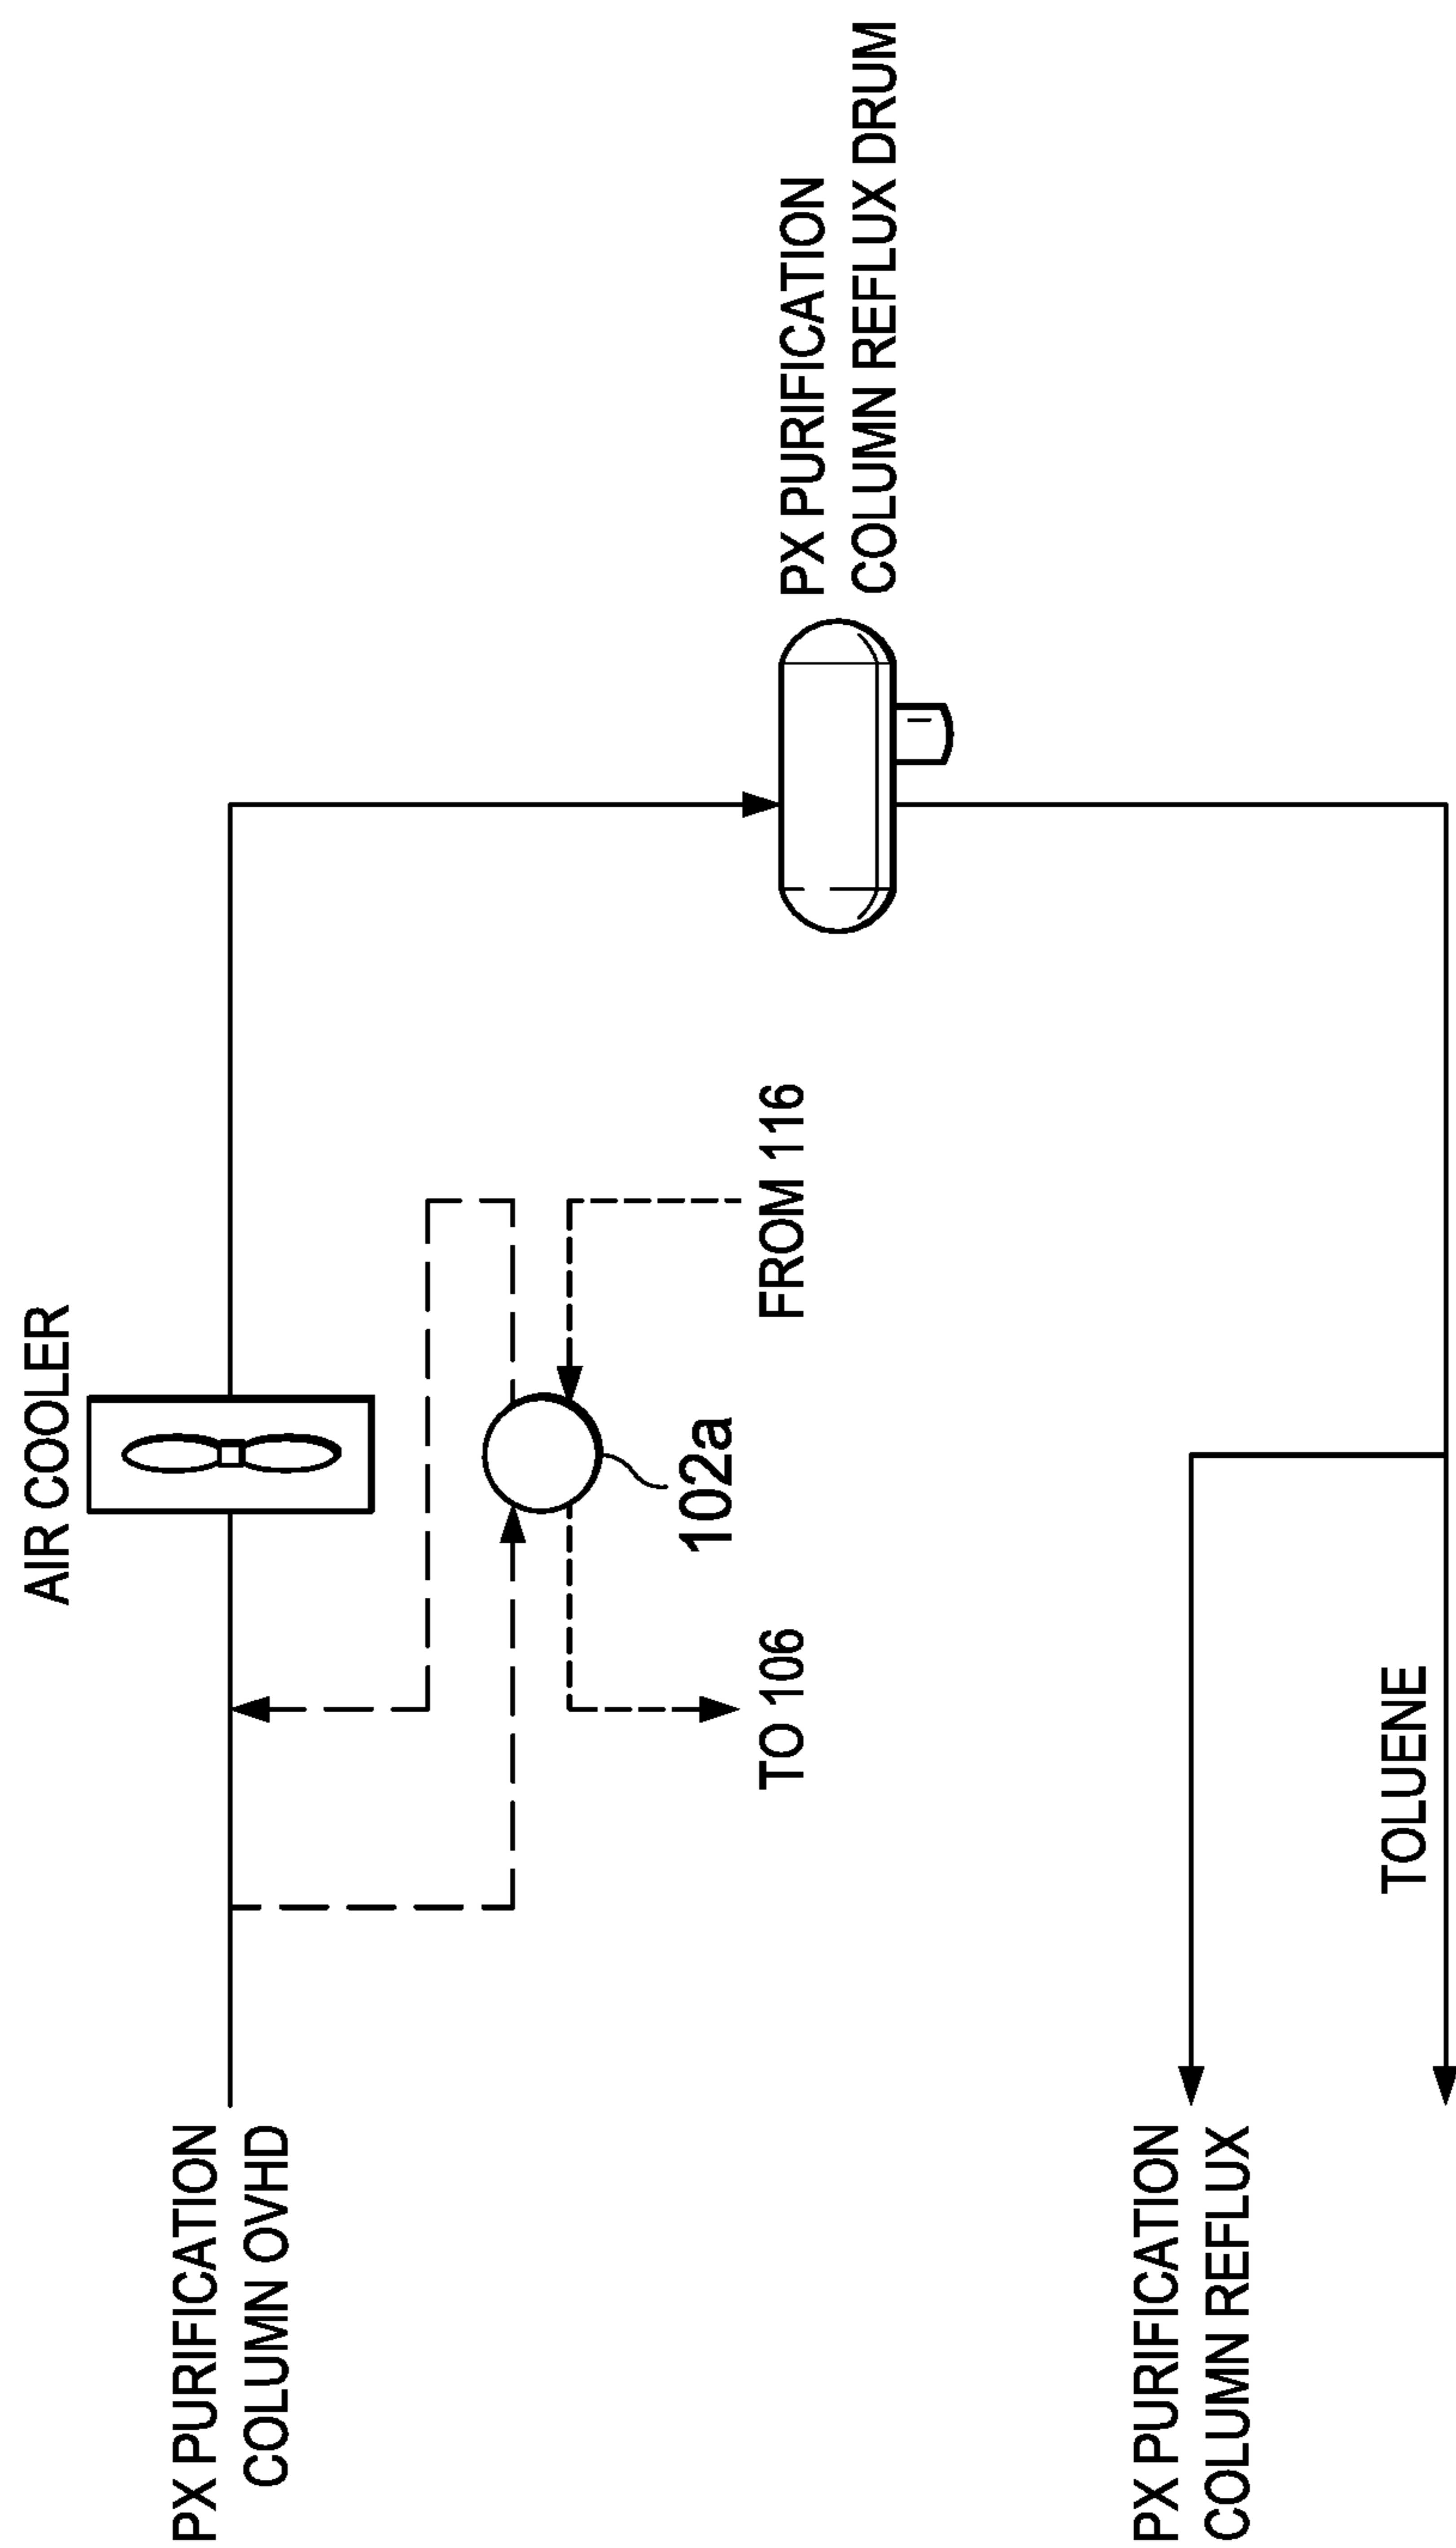 AIR COOLER
PX PURIFICATION
COLUMN OVHD
102a
TO 106
FROM 116
PX PURIFICATION
COLUMN REFLUX DRUM
PX PURIFICATION
COLUMN REFLUX
TOLUENE